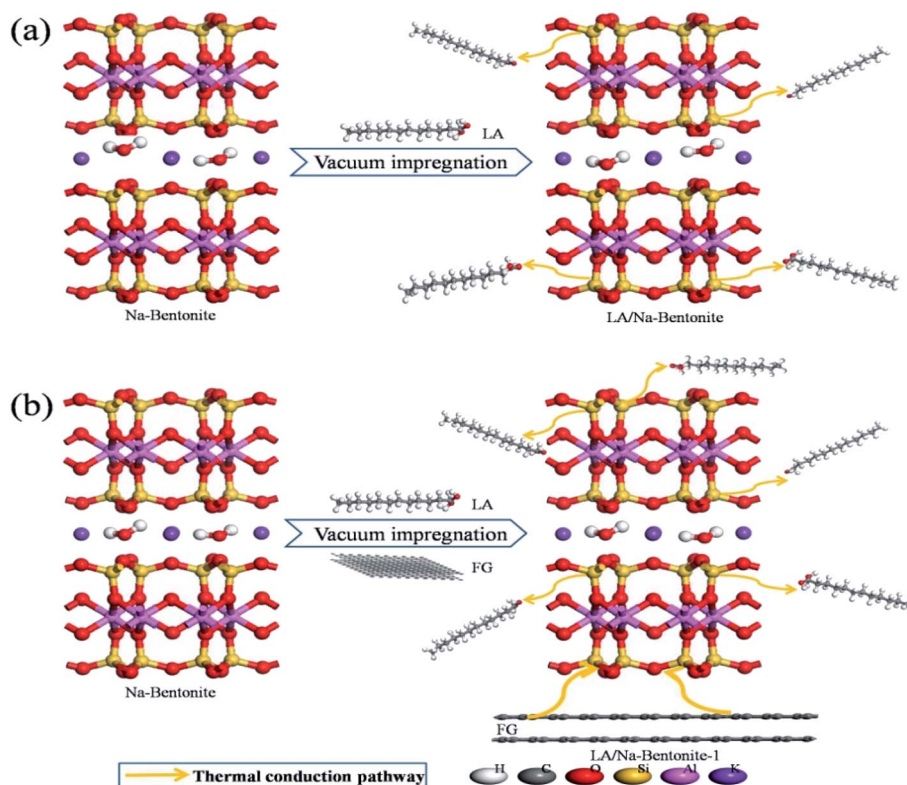 (a)
LA
Vacuum impregnation
Na-Bentonite
LA/Na-Bentonite
(b)
LA
Vacuum impregnation
FG
Na-Bentonite
FG
LA/Na-Bentonite-1
Thermal conduction pathway
H C O Si Al K